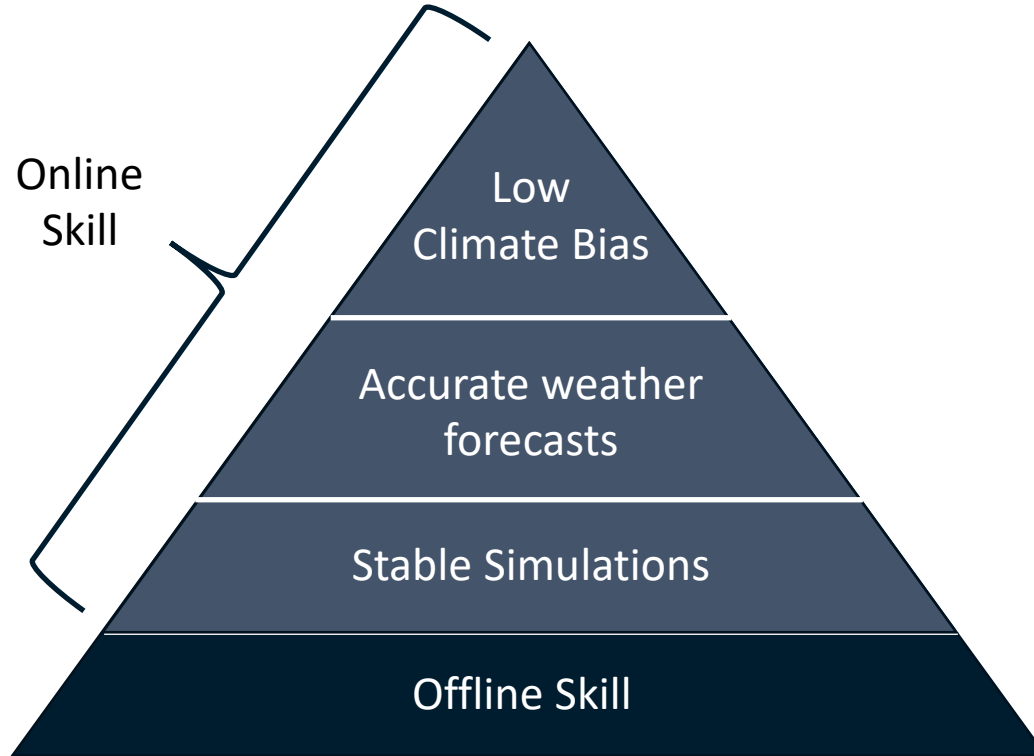 Online
Skill
Low
Climate Bias
Accurate weather
forecasts
Stable Simulations
Offline Skill